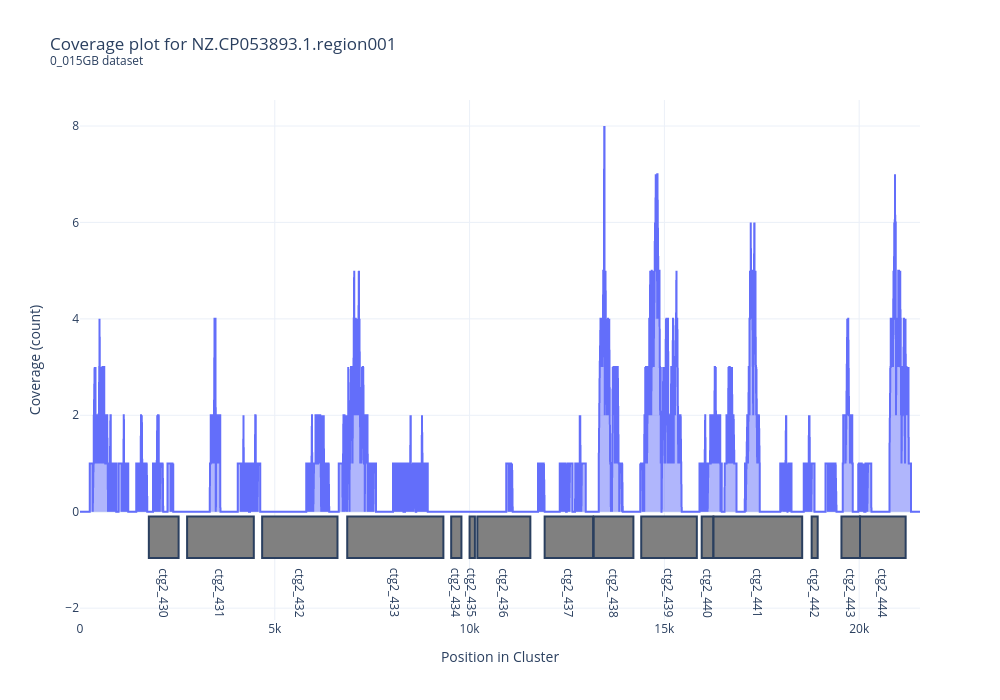 Coverage plot for NZ.CP053893.1.region001
0_015GB dataset
Coverage (count)
8
6
4
2
0
−2
ctg2_430
ctg2_431
ctg2_432
ctg2_433
ctg2_434
ctg2_435
ctg2_436
ctg2_437
ctg2_438
ctg2_439
ctg2_440
ctg2_441
ctg2_442
ctg2_443
ctg2_444
0
5k
10k
15k
20k
Position in Cluster